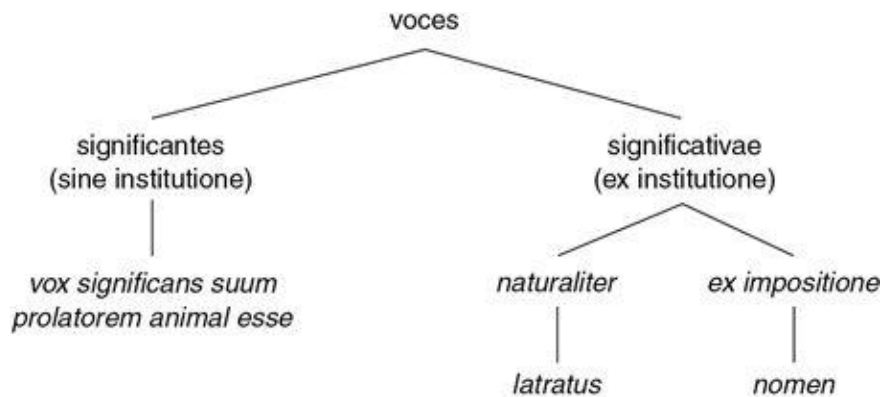 voces
significantes
(sine institutione)
significativae
(ex institutione)
vox significans suum
prolatorem animal esse
naturaliter
ex impositione
latratus
nomen